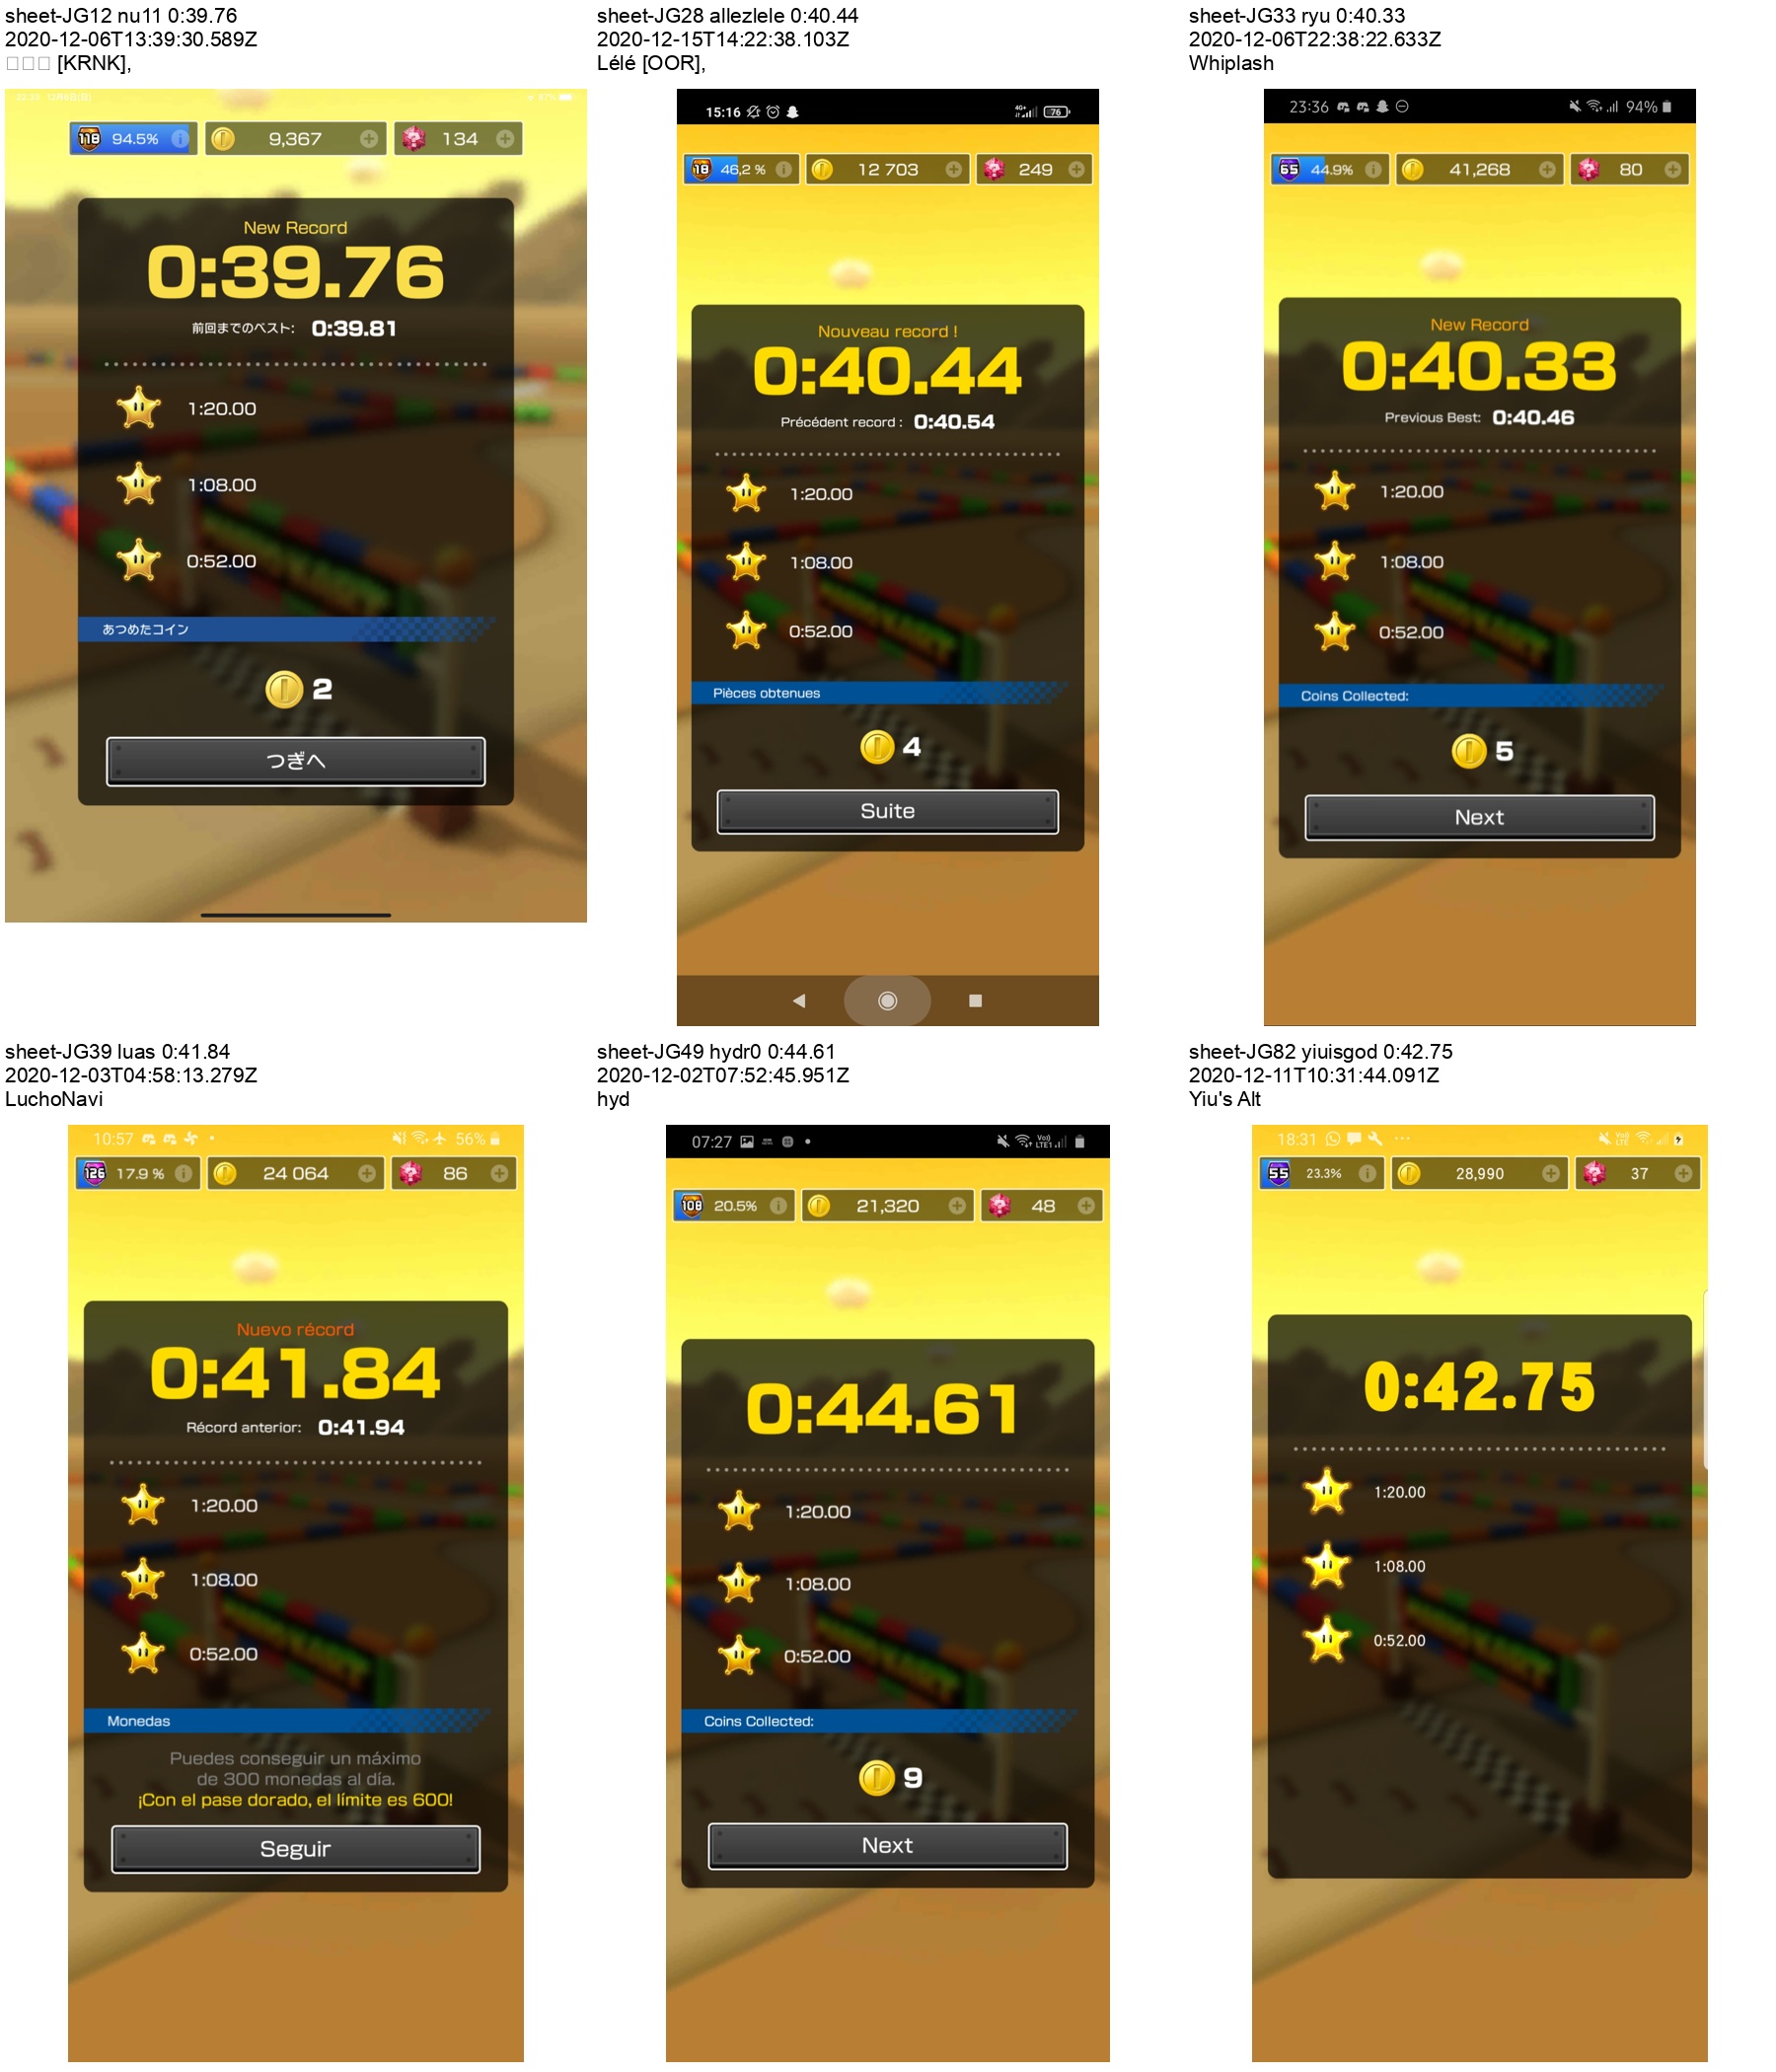 sheet-JG12 nu11 0:39.76
2020-12-06T13:39:30.589Z
[KRNK],
118 94.5% 9,367 134
New Record
0:39.76
前回までのベスト: 0:39.81
1:20.00
1:08.00
0:52.00
あつめたコイン
2
つぎへ
sheet-JG28 allezlele 0:40.44
2020-12-15T14:22:38.103Z
Lélé [OOR],
15:16 4G+ 76
18 46,2 % 12 703 249
Nouveau record !
0:40.44
Précédent record : 0:40.54
1:20.00
1:08.00
0:52.00
Pièces obtenues
4
Suite
sheet-JG33 ryu 0:40.33
2020-12-06T22:38:22.633Z
Whiplash
23:36 94%
65 44.9% 41,268 80
New Record
0:40.33
Previous Best: 0:40.46
1:20.00
1:08.00
0:52.00
Coins Collected:
5
Next
sheet-JG39 luas 0:41.84
2020-12-03T04:58:13.279Z
LuchoNavi
10:57 56%
126 17.9 % 24 064 86
Nuevo récord
0:41.84
Récord anterior: 0:41.94
1:20.00
1:08.00
0:52.00
Monedas
Puedes conseguir un máximo
de 300 monedas al día.
¡Con el pase dorado, el límite es 600!
Seguir
sheet-JG49 hydr0 0:44.61
2020-12-02T07:52:45.951Z
hyd
07:27 Vo)) LTE1
108 20.5% 21,320 48
0:44.61
1:20.00
1:08.00
0:52.00
Coins Collected:
9
Next
sheet-JG82 yiuisgod 0:42.75
2020-12-11T10:31:44.091Z
Yiu's Alt
18:31
55 23.3% 28,990 37
0:42.75
1:20.00
1:08.00
0:52.00